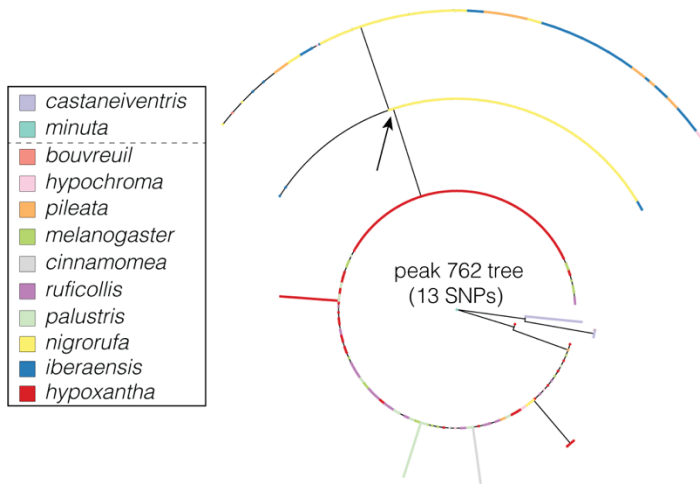 castaneiventris
minuta
bouvreuil
hypochroma
pileata
melanogaster
cinnamomea
ruficollis
palustris
nigrorufa
iberaensis
hypoxantha
peak 762 tree
(13 SNPs)